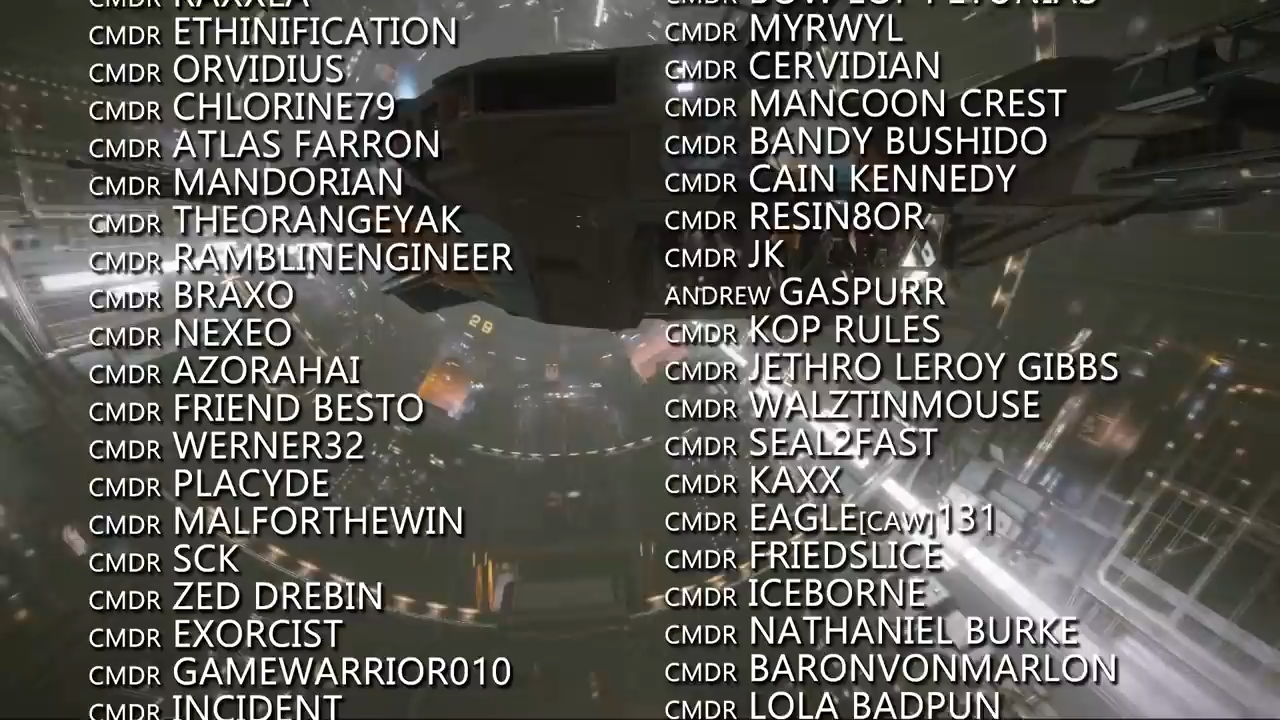 CMDR ETHINIFICATION
CMDR ORVIDIUS
CMDR CHLORINE79
CMDR ATLAS FARRON
CMDR MANDORIAN
CMDR THEORANGEYAK
CMDR RAMBLINENGINEER
CMDR BRAXO
CMDR NEXEO
CMDR AZORAHAI
CMDR FRIEND BESTO
CMDR WERNER32
CMDR PLACYDE
CMDR MALFORTHEWIN
CMDR SCK
CMDR ZED DREBIN
CMDR EXORCIST
CMDR GAMEWARRIOR010
CMDR INCIDENT
CMDR MYRWYL
CMDR CERVIDIAN
CMDR MANCOON CREST
CMDR BANDY BUSHIDO
CMDR CAIN KENNEDY
CMDR RESIN8OR
CMDR JK
ANDREW GASPURR
CMDR KOP RULES
CMDR JETHRO LEROY GIBBS
CMDR WALZTINMOUSE
CMDR SEAL2FAST
CMDR KAXX
CMDR EAGLE[CAW]131
CMDR FRIEDSLICE
CMDR ICEBORNE
CMDR NATHANIEL BURKE
CMDR BARONVONMARLON
CMDR LOLA BADPUN
29